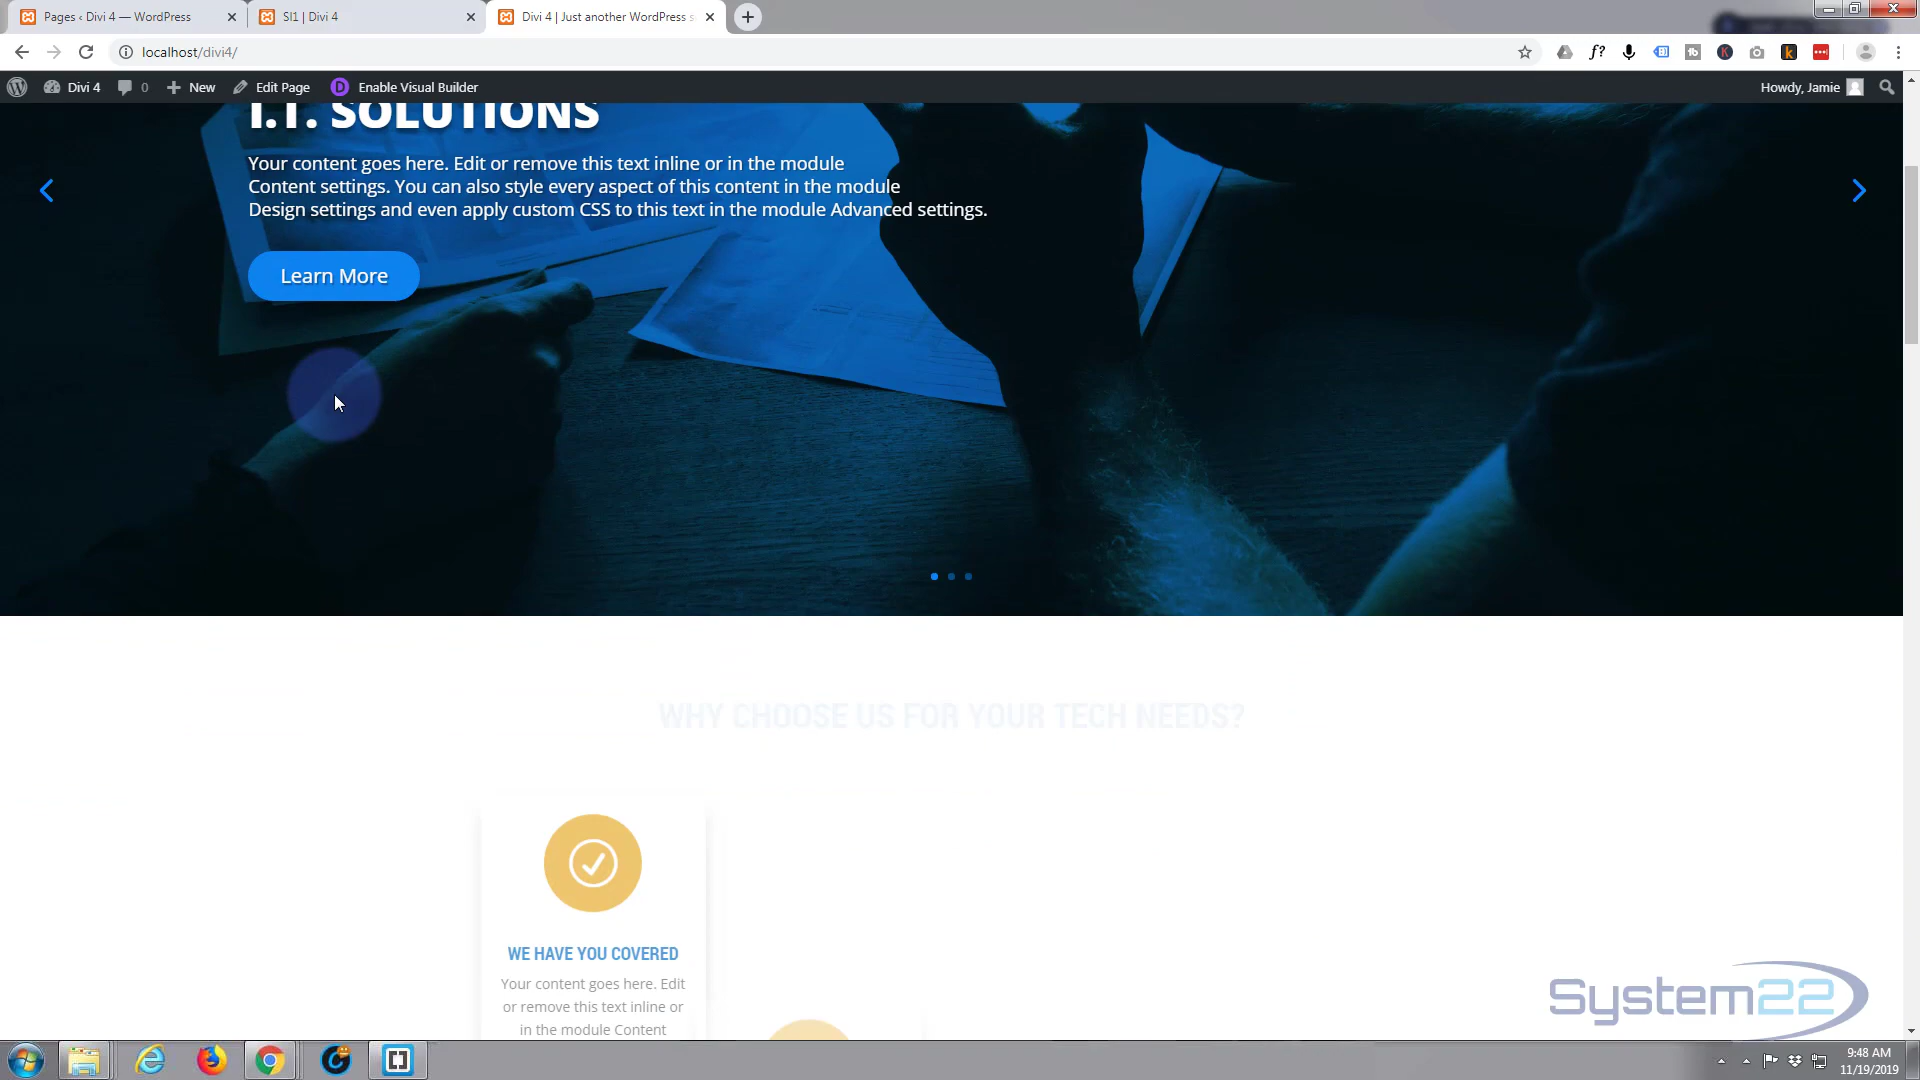 Pages ‹ Divi 4 — WordPress
Sl1 | Divi 4
Divi 4 | Just another WordPress s
localhost/divi4/
Divi 4
0
New
Edit Page
Enable Visual Builder
Howdy, Jamie
I.T. SOLUTIONS
Your content goes here. Edit or remove this text inline or in the module
Content settings. You can also style every aspect of this content in the module
Design settings and even apply custom CSS to this text in the module Advanced settings.
Learn More
WHY CHOOSE US FOR YOUR TECH NEEDS?
WE HAVE YOU COVERED
Your content goes here. Edit
or remove this text inline or
in the module Content
System22
9:48 AM
11/19/2019